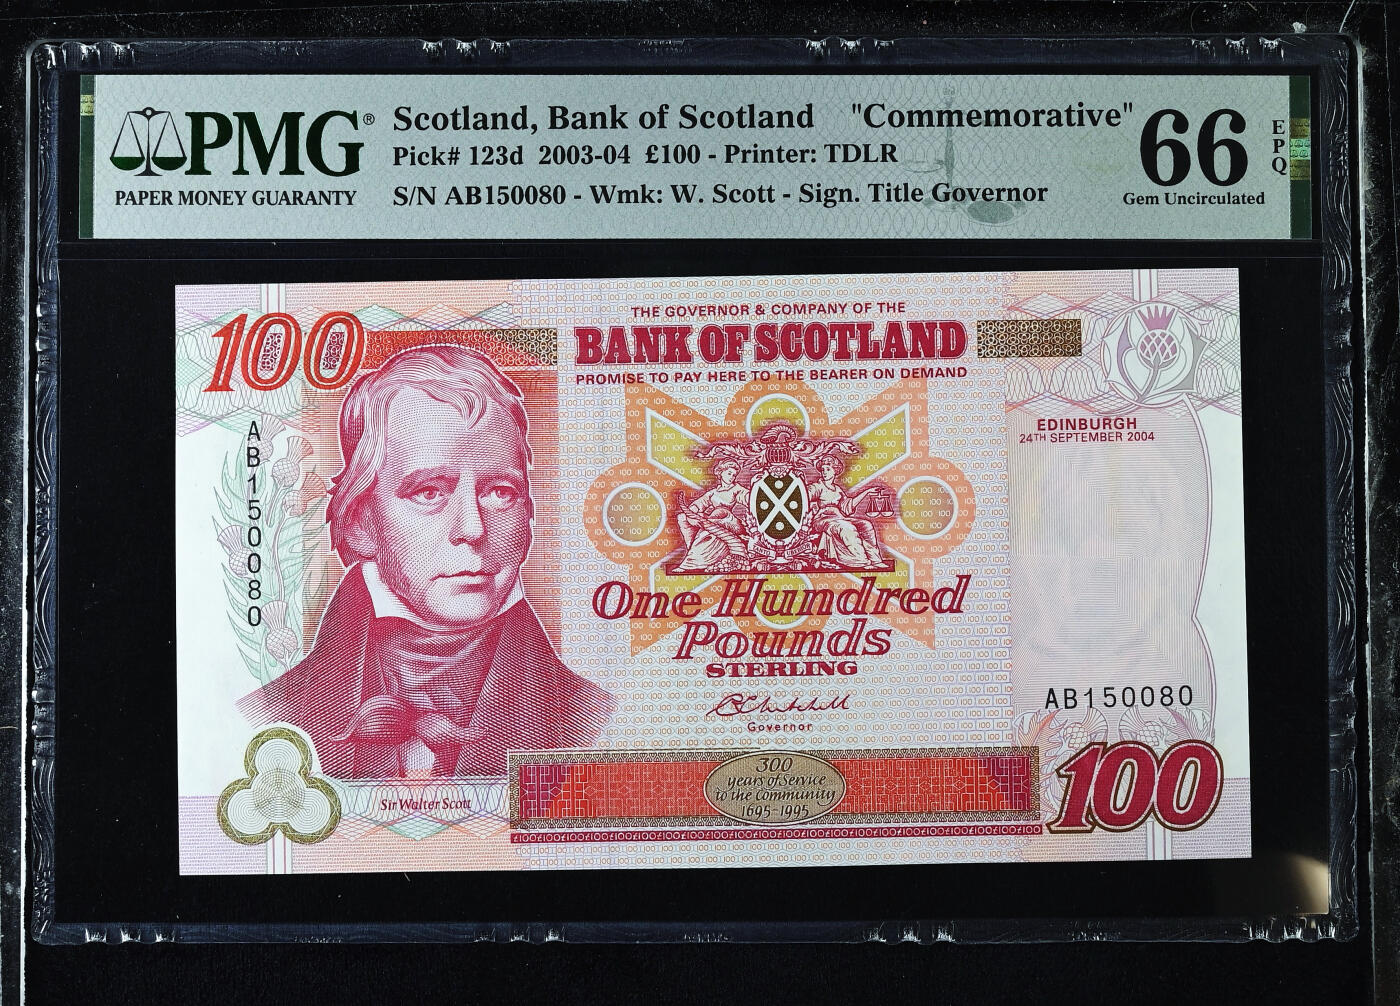 PMG®
PAPER MONEY GUARANTY
Scotland, Bank of Scotland "Commemorative"
Pick# 123d 2003-04 £100 - Printer: TDLR
S/N AB150080 - Wmk: W. Scott - Sign. Title Governor
66
EPQ
Gem Uncirculated
100
THE GOVERNOR & COMPANY OF THE
BANK OF SCOTLAND
PROMISE TO PAY HERE TO THE BEARER ON DEMAND
EDINBURGH
24TH SEPTEMBER 2004
AB150080
One Hundred
Pounds
STERLING
Governor
AB150080
300
years of Service
to the Community
1695-1995
Sir Walter Scott
100